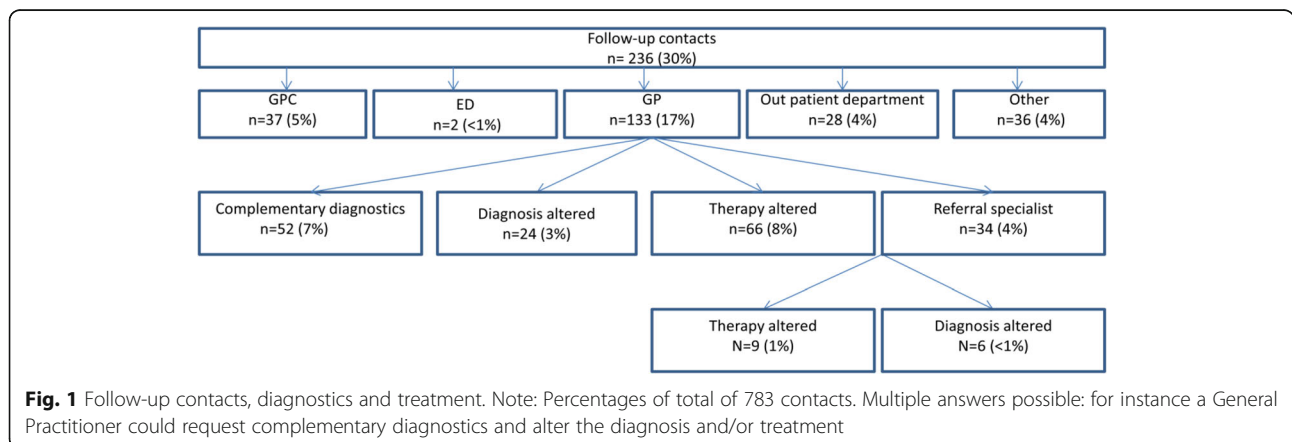 Follow-up contacts
n= 236 (30%)
GPC
n=37 (5%)
ED
n=2 (<1%)
GP
n=133 (17%)
Out patient department
n=28 (4%)
Other
n=36 (4%)
Complementary diagnostics
n=52 (7%)
Diagnosis altered
n=24 (3%)
Therapy altered
n=66 (8%)
Referral specialist
n=34 (4%)
Therapy altered
N=9 (1%)
Diagnosis altered
N=6 (<1%)
Fig. 1 Follow-up contacts, diagnostics and treatment. Note: Percentages of total of 783 contacts. Multiple answers possible: for instance a General
Practitioner could request complementary diagnostics and alter the diagnosis and/or treatment